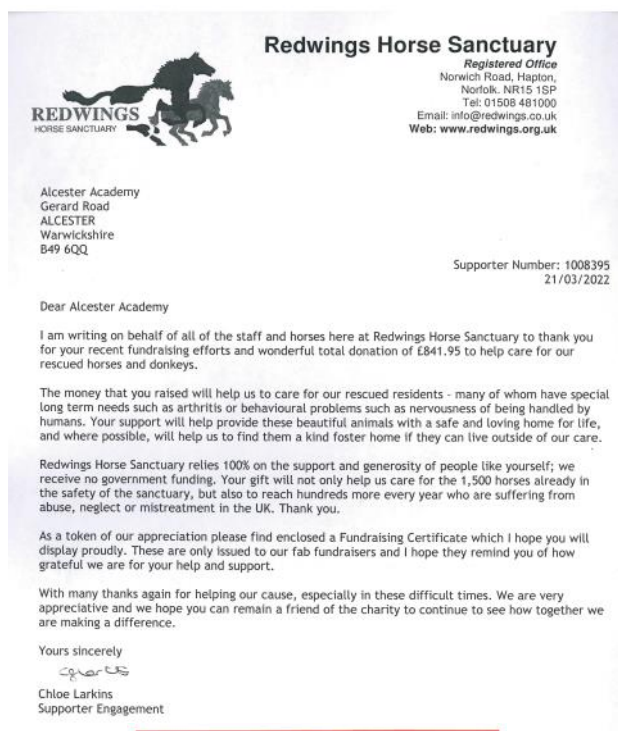 Redwings Horse Sanctuary
Registered Office
Norwich Road, Hapton,
Norfolk. NR15 1SP
Tel: 01508 481000
Email: info@redwings.co.uk
Web: www.redwings.org.uk
REDWINGS
HORSE SANCTUARY
Alcester Academy
Gerard Road
ALCESTER
Warwickshire
B49 6QQ
Supporter Number: 1008395
21/03/2022
Dear Alcester Academy
I am writing on behalf of all of the staff and horses here at Redwings Horse Sanctuary to thank you
for your recent fundraising efforts and wonderful total donation of £841.95 to help care for our
rescued horses and donkeys.
The money that you raised will help us to care for our rescued residents - many of whom have special
long term needs such as arthritis or behavioural problems such as nervousness of being handled by
humans. Your support will help provide these beautiful animals with a safe and loving home for life,
and where possible, will help us to find them a kind foster home if they can live outside of our care.
Redwings Horse Sanctuary relies 100% on the support and generosity of people like yourself; we
receive no government funding. Your gift will not only help us care for the 1,500 horses already in
the safety of the sanctuary, but also to reach hundreds more every year who are suffering from
abuse, neglect or mistreatment in the UK. Thank you.
As a token of our appreciation please find enclosed a Fundraising Certificate which I hope you will
display proudly. These are only issued to our fab fundraisers and I hope they remind you of how
grateful we are for your help and support.
With many thanks again for helping our cause, especially in these difficult times. We are very
appreciative and we hope you can remain a friend of the charity to continue to see how together we
are making a difference.
Yours sincerely
Chloe Larkins
Supporter Engagement